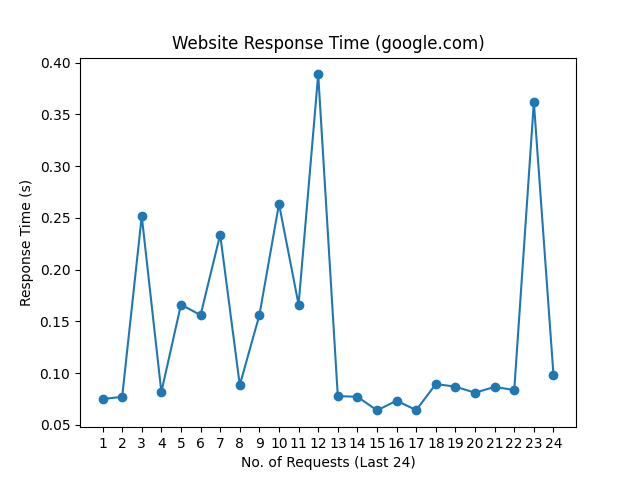 Website Response Time (google.com)
0.40
0.35
0.30
0.25
0.20
0.15
0.10
0.05
Response Time (s)
1 2 3 4 5 6 7 8 9 10 11 12 13 14 15 16 17 18 19 20 21 22 23 24
No. of Requests (Last 24)